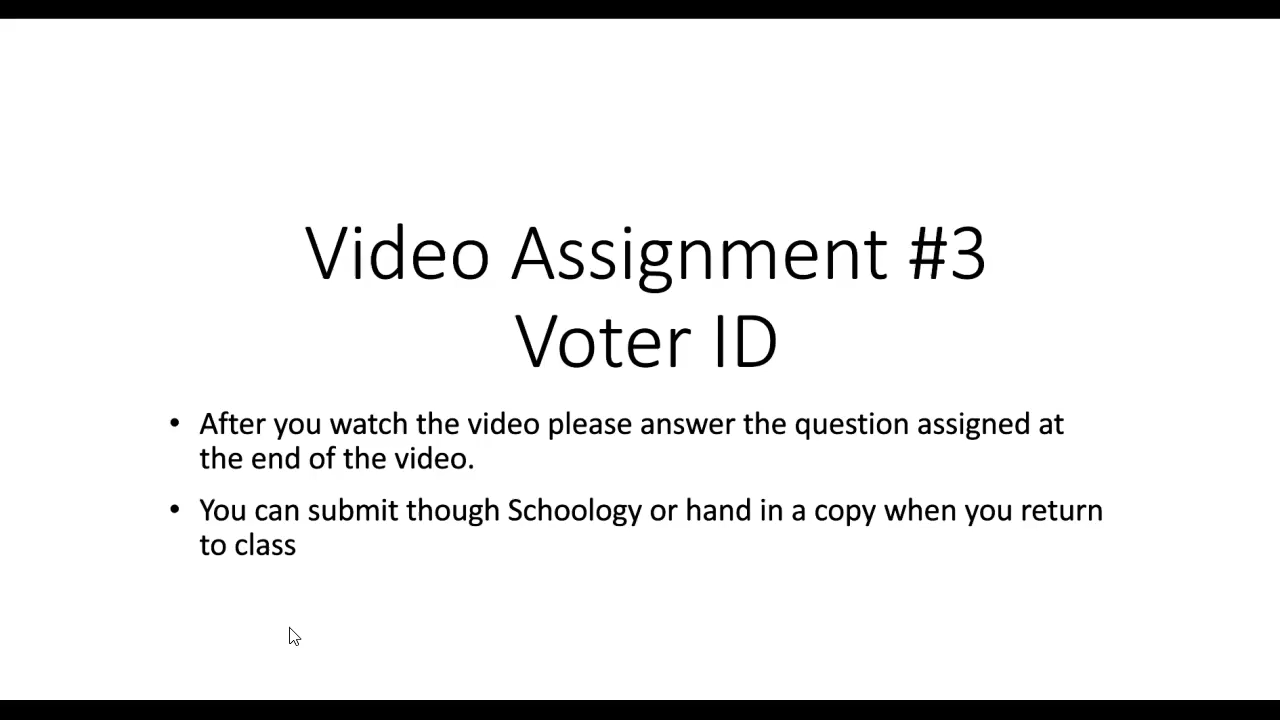 Video Assignment #3
Voter ID
• After you watch the video please answer the question assigned at
the end of the video.
• You can submit though Schoology or hand in a copy when you return
to class